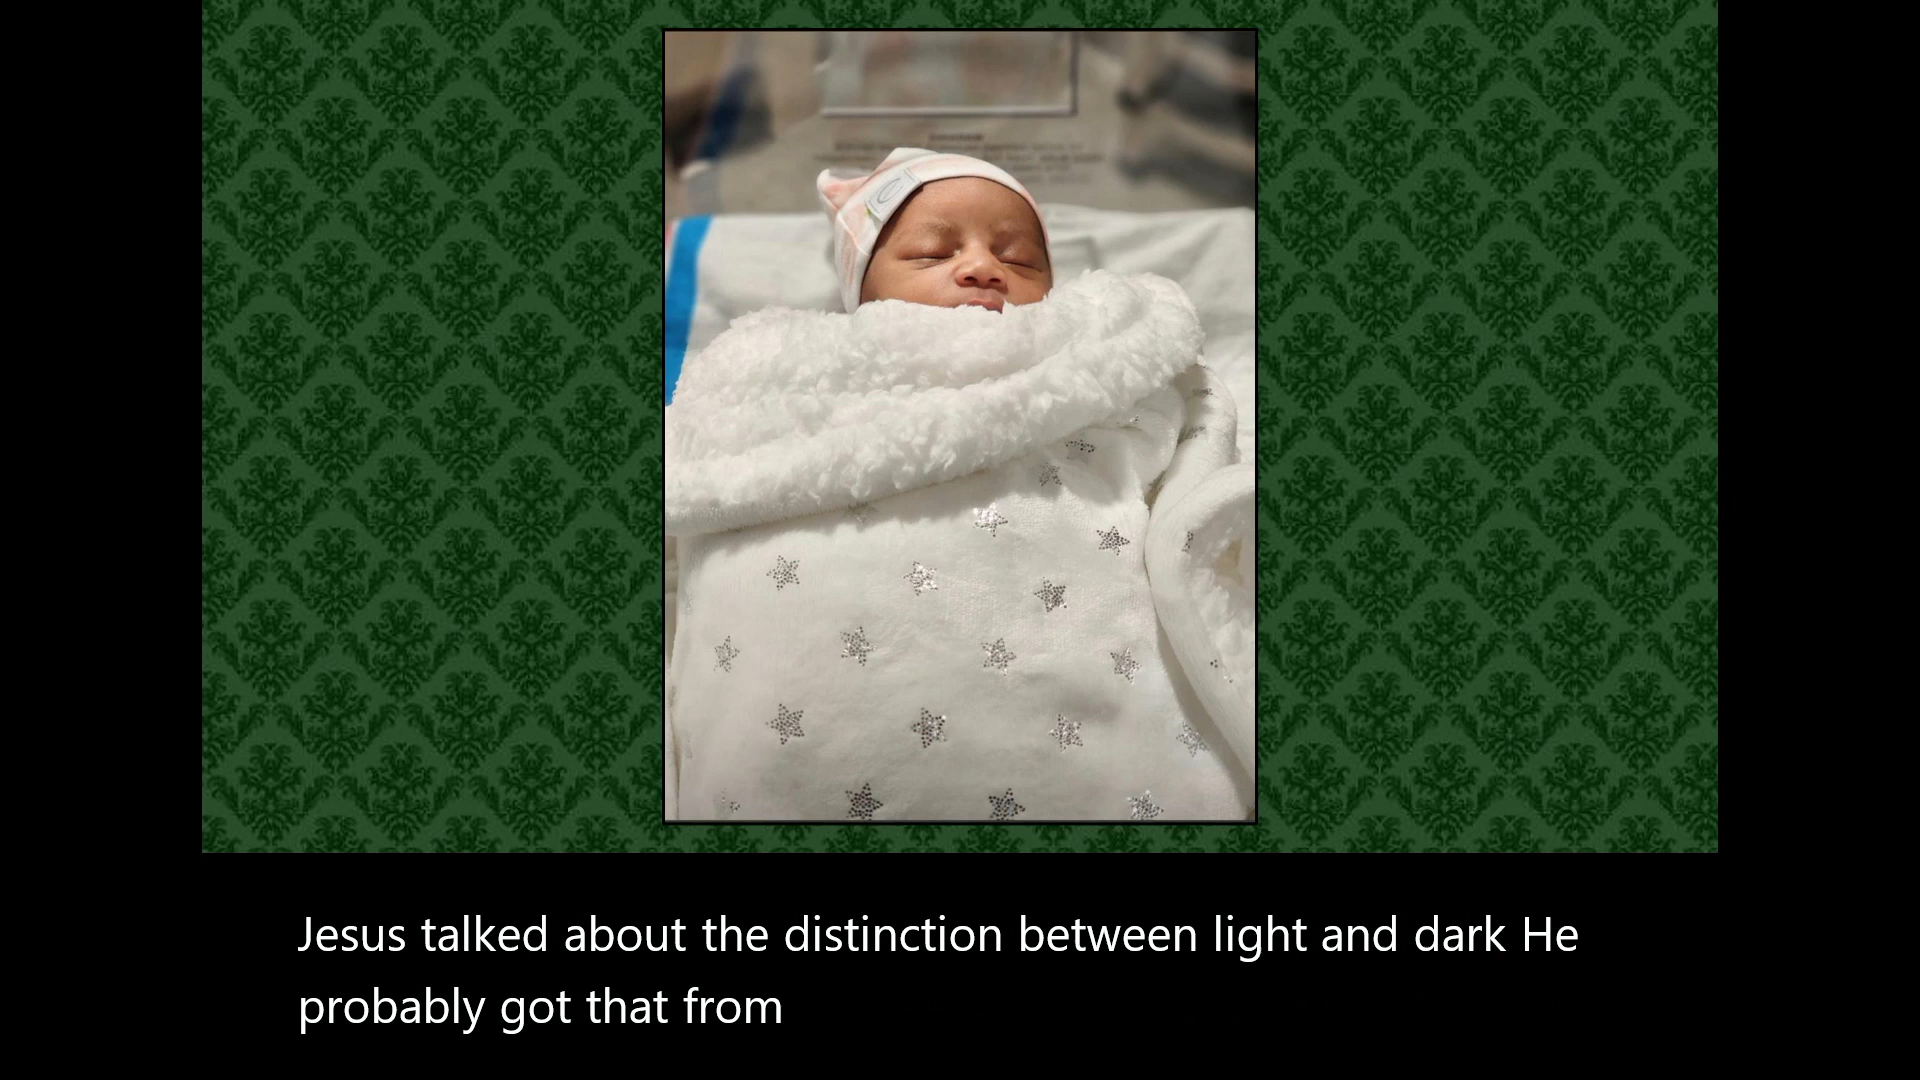 Jesus talked about the distinction between light and dark He
probably got that from